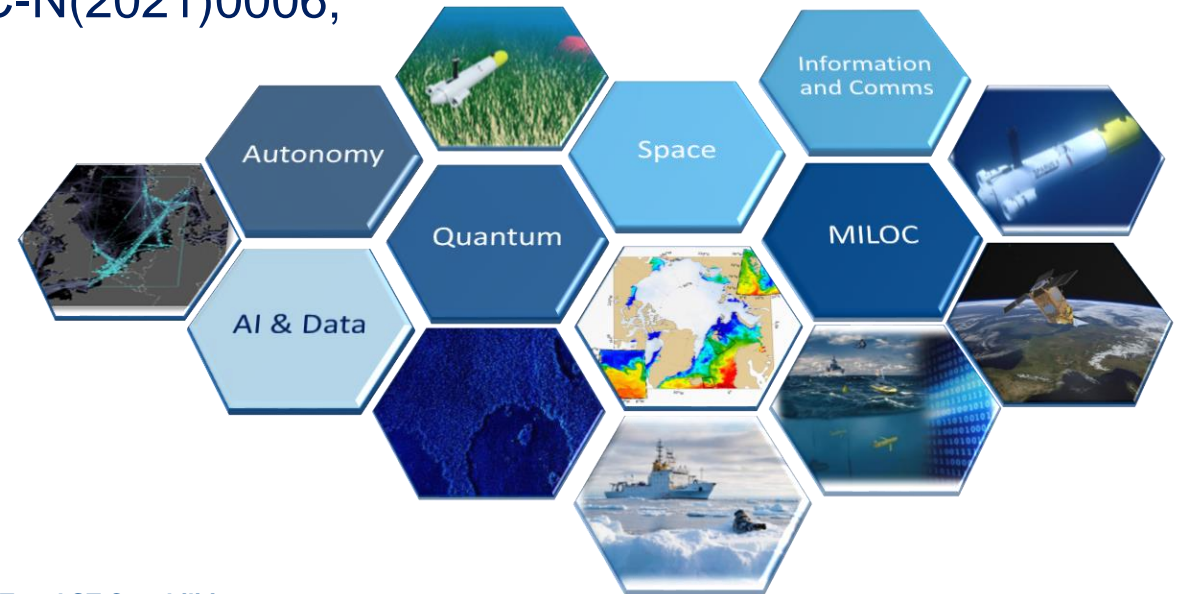 C-N(2021)0006,
Information
and Comms
Autonomy
Space
Quantum
MILOC
AI & Data